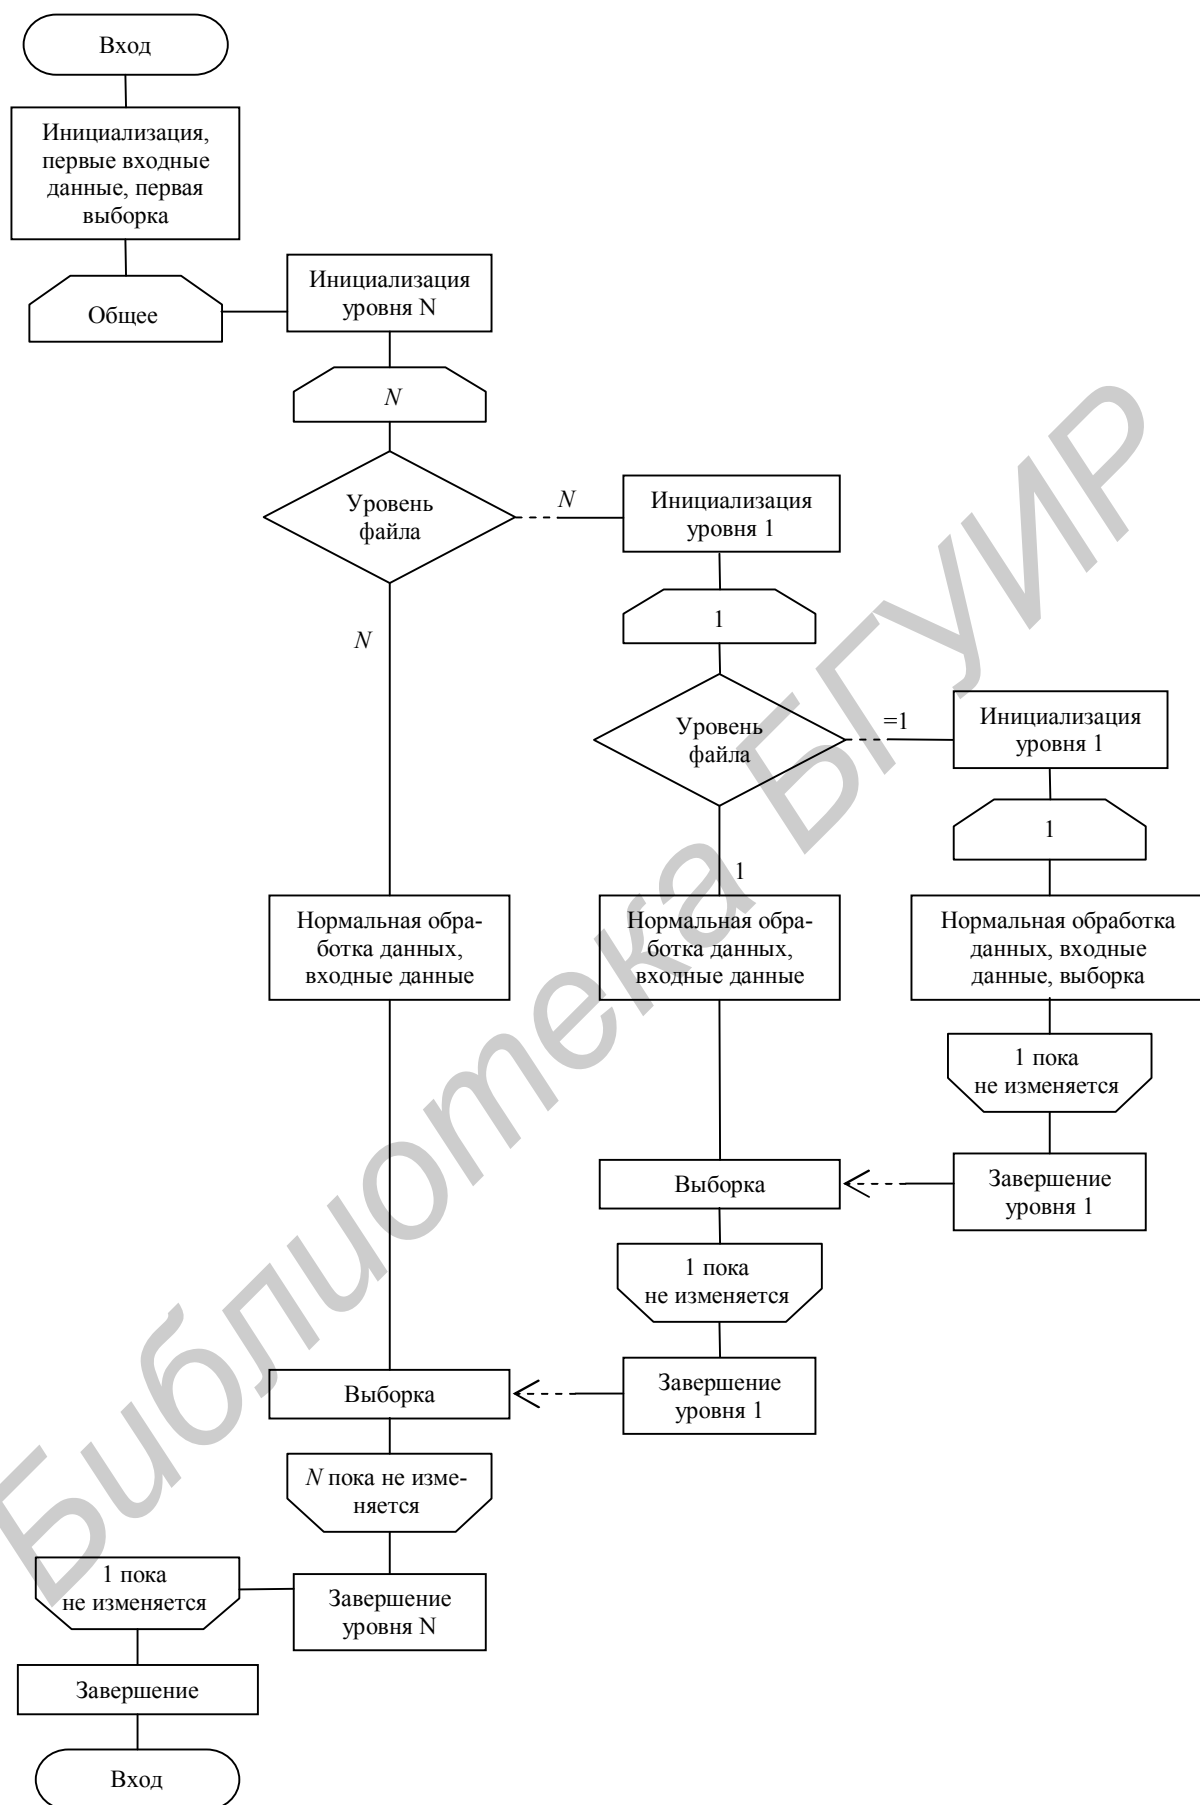 Вход
Инициализация,
первые входные
данные, первая
выборка
Общее
Инициализация
уровня N
N
Уровень
файла
N
N
Инициализация
уровня 1
1
Уровень
файла
=1
1
Инициализация
уровня 1
1
Нормальная обра-
ботка данных,
входные данные
Нормальная обра-
ботка данных,
входные данные
Нормальная обработка
данных, входные
данные, выборка
1 пока
не изменяется
Завершение
уровня 1
Выборка
1 пока
не изменяется
Завершение
уровня 1
Выборка
N пока не изме-
няется
Завершение
уровня N
1 пока
не изменяется
Завершение
Вход
Библиотека БГУИР